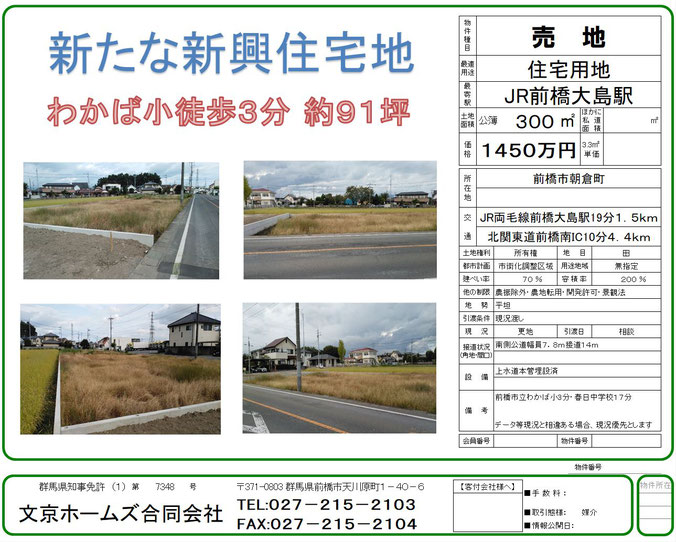 新たな新興住宅地
わかば小徒歩3分 約91坪
物件種目 売 地
最適用途 住宅用地
最寄駅 JR前橋大島駅
土地面積 公簿 300㎡ ほかに私道面積 ㎡
価格 1450万円 3.3㎡単価
所在地 前橋市朝倉町
交通 JR両毛線前橋大島駅19分1.5km
北関東道前橋南IC10分4.4km
土地権利 所有権 地目 田
都市計画 市街化調整区域 用途地域 無指定
建ぺい率 70% 容積率 200%
他の制限 農振除外・農地転用・開発許可・景観法
地勢 平坦
引渡条件 現況渡し
現況 更地 引渡日 相談
接道状況(角地・間口) 南側公道幅員7.8m接道14m
設備 上水道本管埋設済
備考 前橋市立わかば小3分・春日中学校17分
データ等現況と相違ある場合、現況優先とします
会員番号 物件番号
物件番号
群馬県知事免許 (1) 第 7348 号
〒371-0803 群馬県前橋市天川原町1-40-6
文京ホームズ合同会社
TEL:027-215-2103
FAX:027-215-2104
【客付会社様へ】
■手数料:
■取引態様: 媒介
■情報公開日:
物件所在